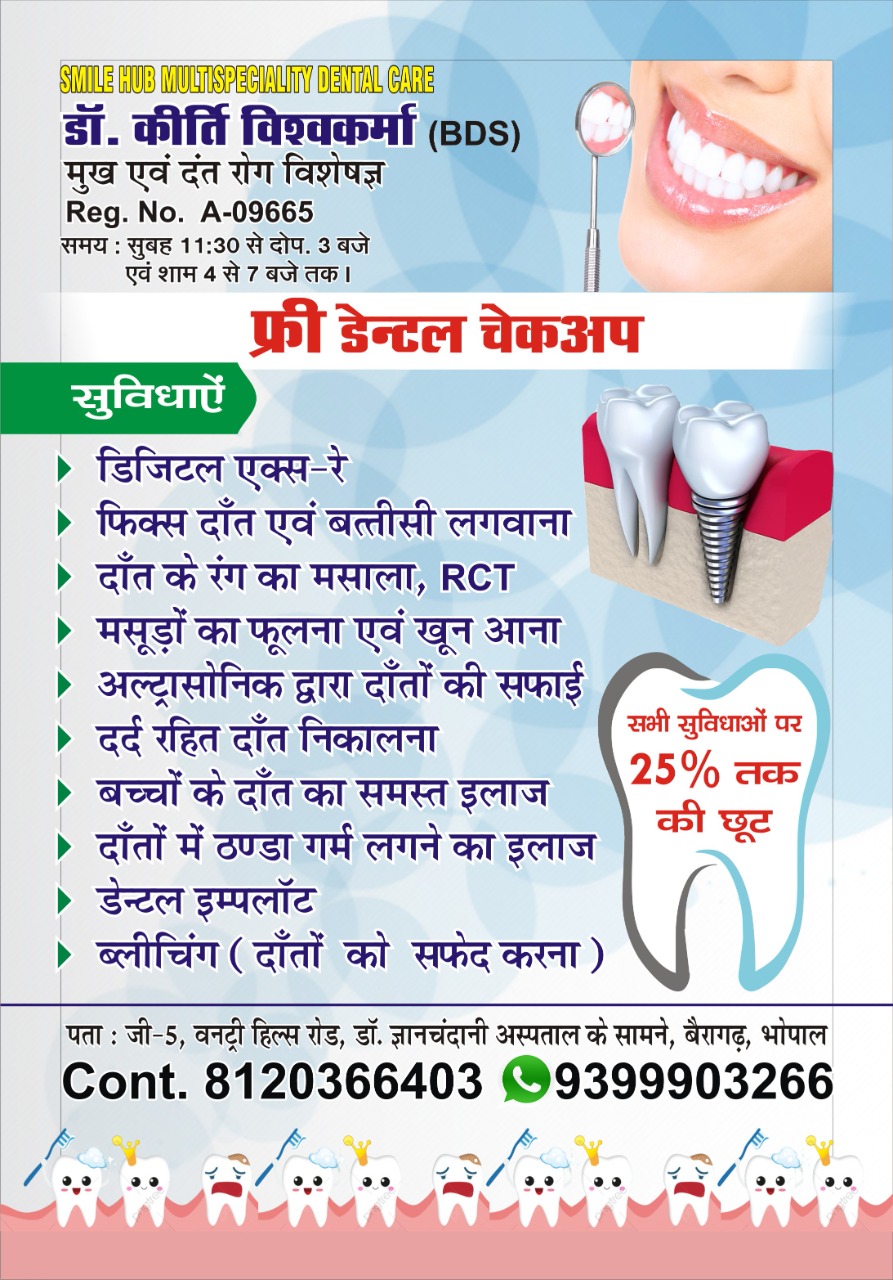 SMILE HUB MULTISPECIALITY DENTAL CARE
डॉ. कीर्ति विश्वकर्मा (BDS)
मुख एवं दंत रोग विशेषज्ञ
Reg. No. A-09665
समय : सुबह 11:30 से दोप. 3 बजे
एवं शाम 4 से 7 बजे तक।
फ्री डेन्टल चेकअप
सुविधाऐं
डिजिटल एक्स-रे
फिक्स दाँत एवं बत्तीसी लगवाना
दाँत के रंग का मसाला, RCT
मसूड़ों का फूलना एवं खून आना
अल्ट्रासोनिक द्वारा दाँतों की सफाई
दर्द रहित दाँत निकालना
बच्चों के दाँत का समस्त इलाज
दाँतों में ठण्डा गर्म लगने का इलाज
डेन्टल इम्पलॉट
ब्लीचिंग ( दाँतों को सफेद करना )
सभी सुविधाओं पर
25% तक
की छूट
पता : जी-5, वनट्री हिल्स रोड, डॉ. ज्ञानचंदानी अस्पताल के सामने, बैरागढ़, भोपाल
Cont. 8120366403 9399903266